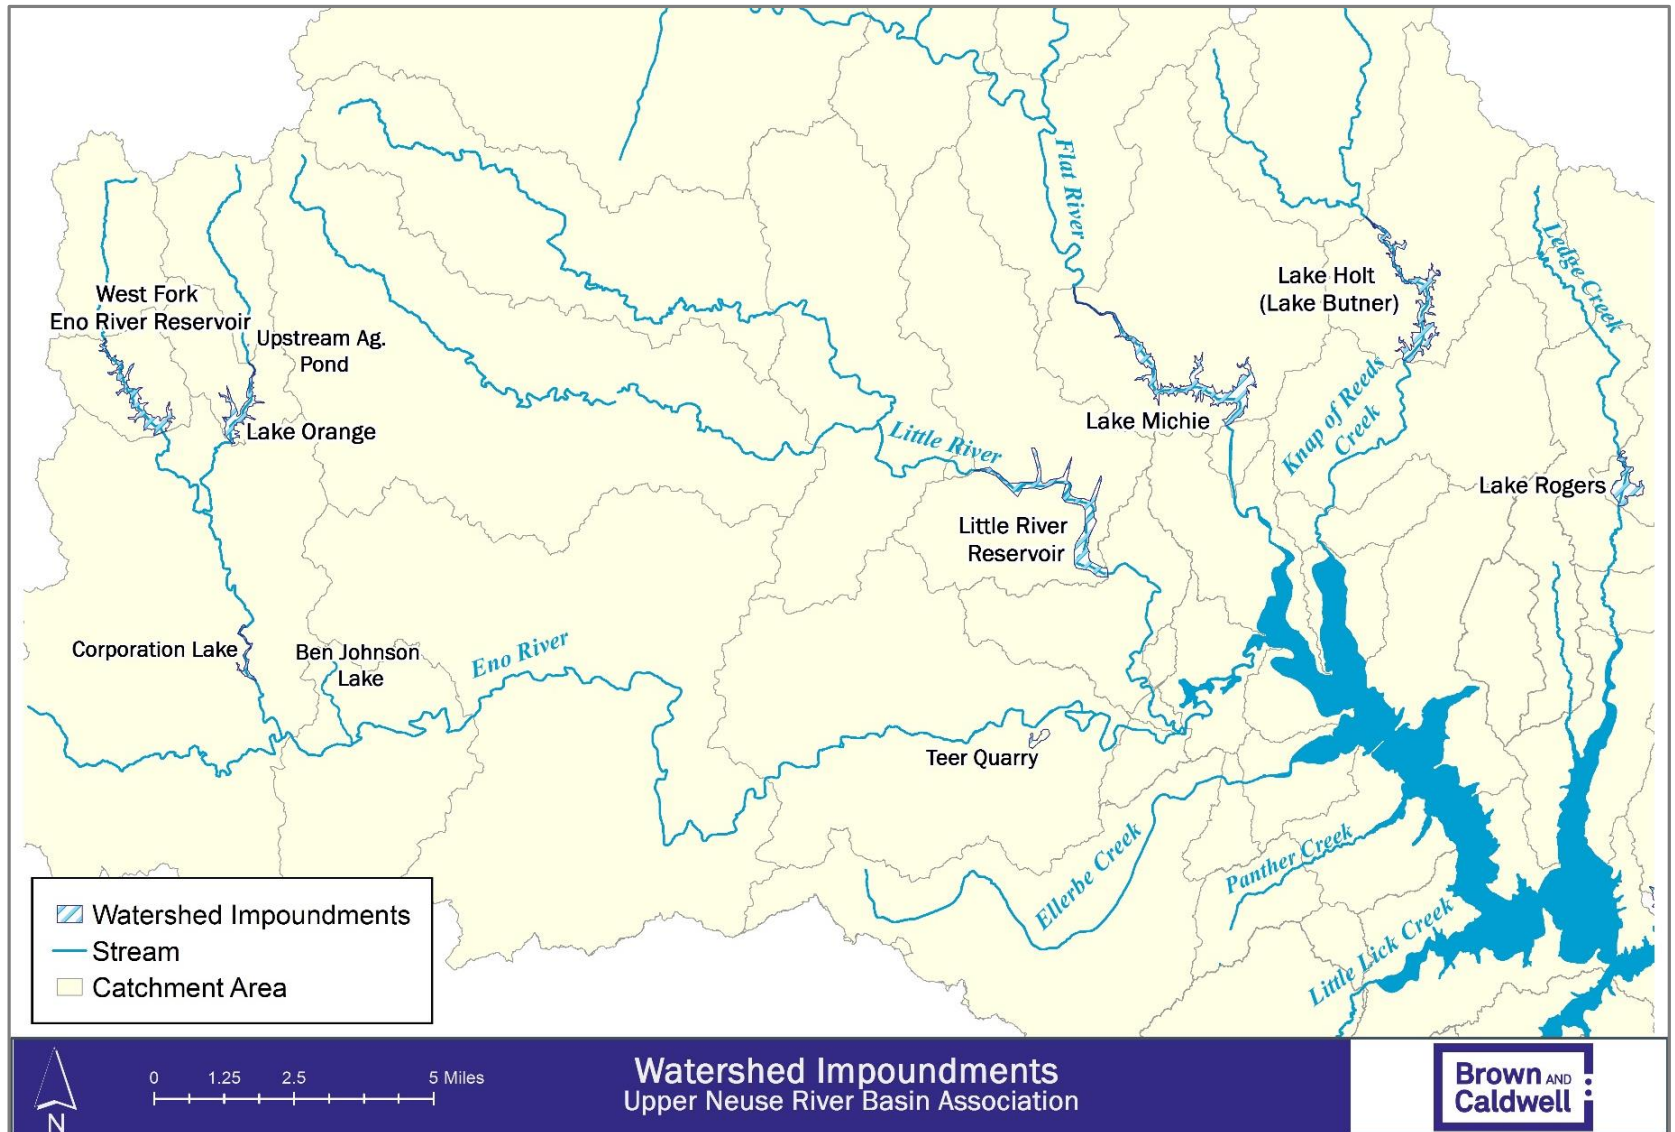 Flat River
Ledge Creek
Lake Holt
(Lake Butner)
West Fork
Eno River Reservoir
Upstream Ag.
Pond
Lake Orange
Lake Michie
Knap of Reeds
Creek
Little River
Lake Rogers
Little River
Reservoir
Corporation Lake
Ben Johnson
Lake
Eno River
Teer Quarry
Ellerbe Creek
Panther Creek
Little Lick Creek
Watershed Impoundments
Stream
Catchment Area
N
0 1.25 2.5 5 Miles
Watershed Impoundments
Upper Neuse River Basin Association
Brown AND
Caldwell